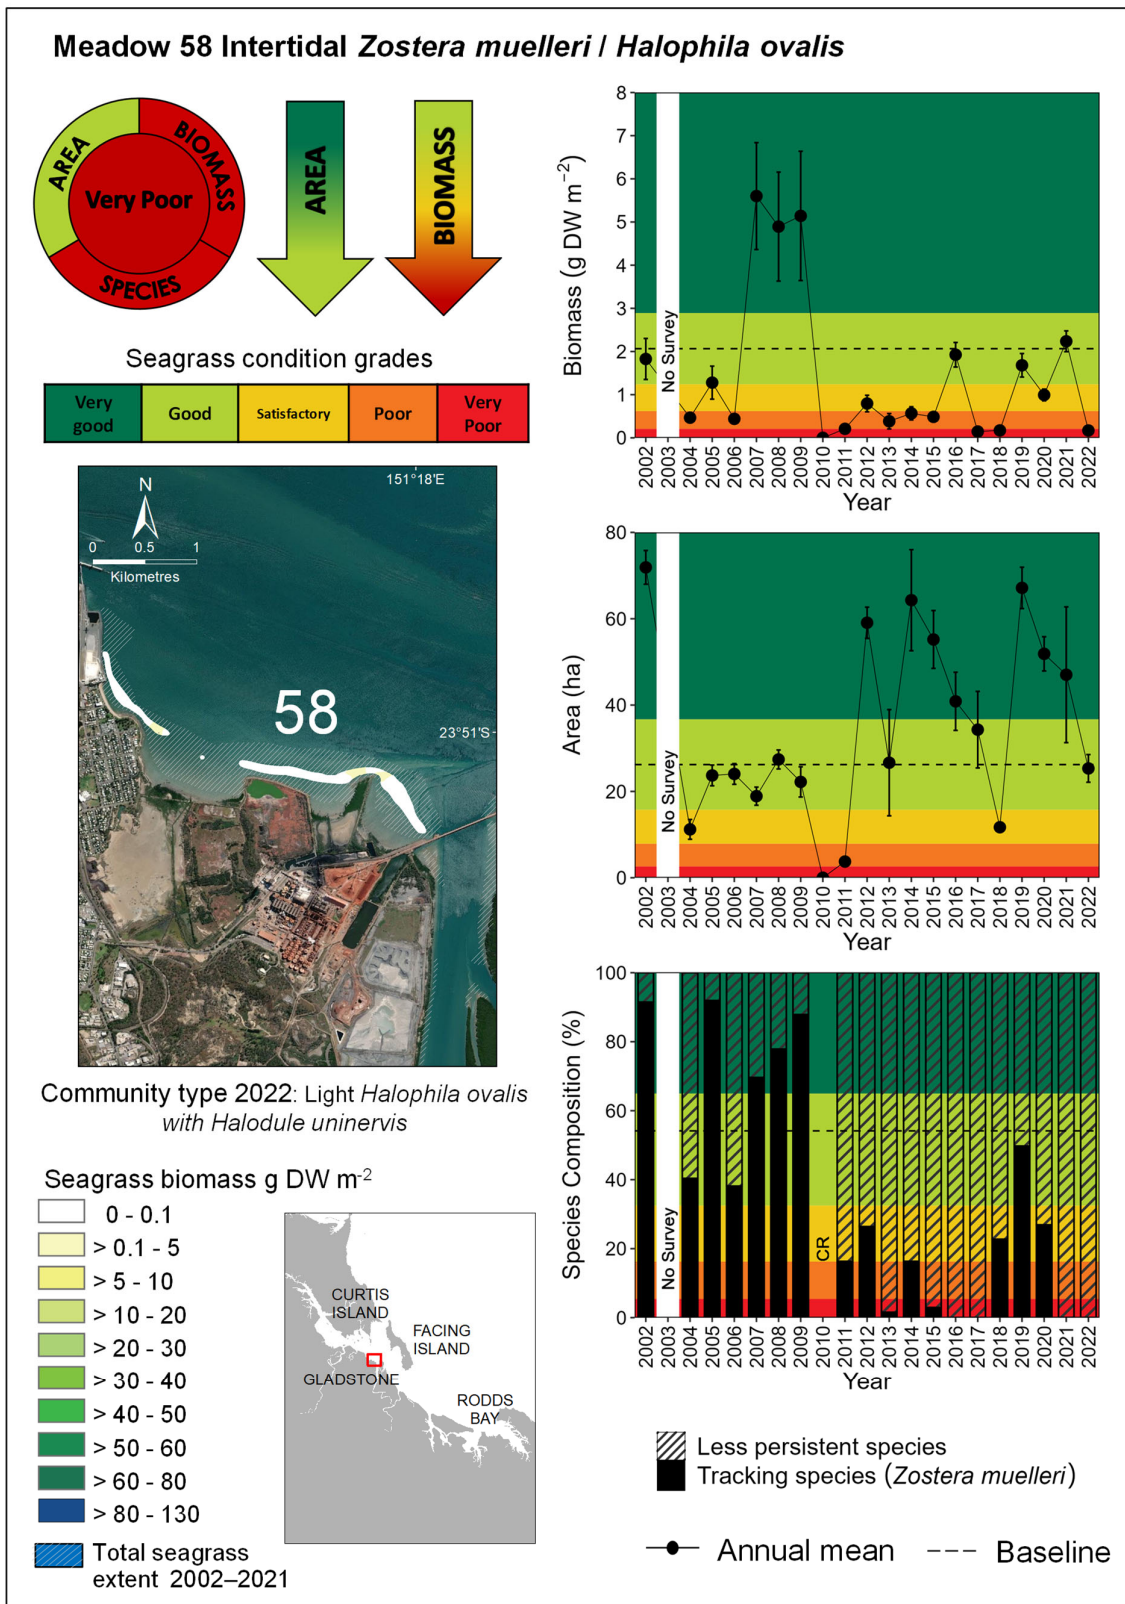 Meadow 58 Intertidal Zostera muelleri / Halophila ovalis
AREA
BIOMASS
SPECIES
Very Poor
AREA
BIOMASS
Seagrass condition grades
Very good
Good
Satisfactory
Poor
Very Poor
151°18'E
N
0 0.5 1
Kilometres
58
23°51'S
Community type 2022: Light Halophila ovalis
with Halodule uninervis
Seagrass biomass g DW m-2
0 - 0.1
> 0.1 - 5
> 5 - 10
> 10 - 20
> 20 - 30
> 30 - 40
> 40 - 50
> 50 - 60
> 60 - 80
> 80 - 130
Total seagrass
extent 2002–2021
CURTIS
ISLAND
FACING
ISLAND
GLADSTONE
RODDS
BAY
Biomass (g DW m−2)
8
7
6
5
4
3
2
1
0
No Survey
2002 2003 2004 2005 2006 2007 2008 2009 2010 2011 2012 2013 2014 2015 2016 2017 2018 2019 2020 2021 2022
Year
Area (ha)
80
60
40
20
0
No Survey
2002 2003 2004 2005 2006 2007 2008 2009 2010 2011 2012 2013 2014 2015 2016 2017 2018 2019 2020 2021 2022
Year
Species Composition (%)
100
80
60
40
20
0
No Survey
CR
2002 2003 2004 2005 2006 2007 2008 2009 2010 2011 2012 2013 2014 2015 2016 2017 2018 2019 2020 2021 2022
Year
Less persistent species
Tracking species (Zostera muelleri)
Annual mean
Baseline